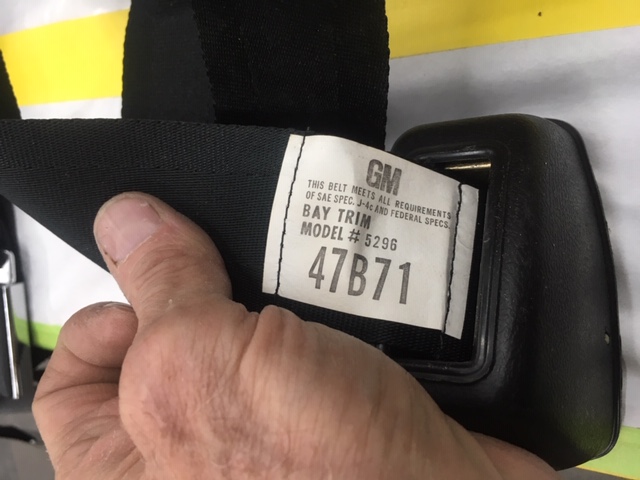 GM
THIS BELT MEETS ALL REQUIREMENTS
OF SAE SPEC. J-4c AND FEDERAL SPECS.
BAY TRIM
MODEL # 5296
47B71